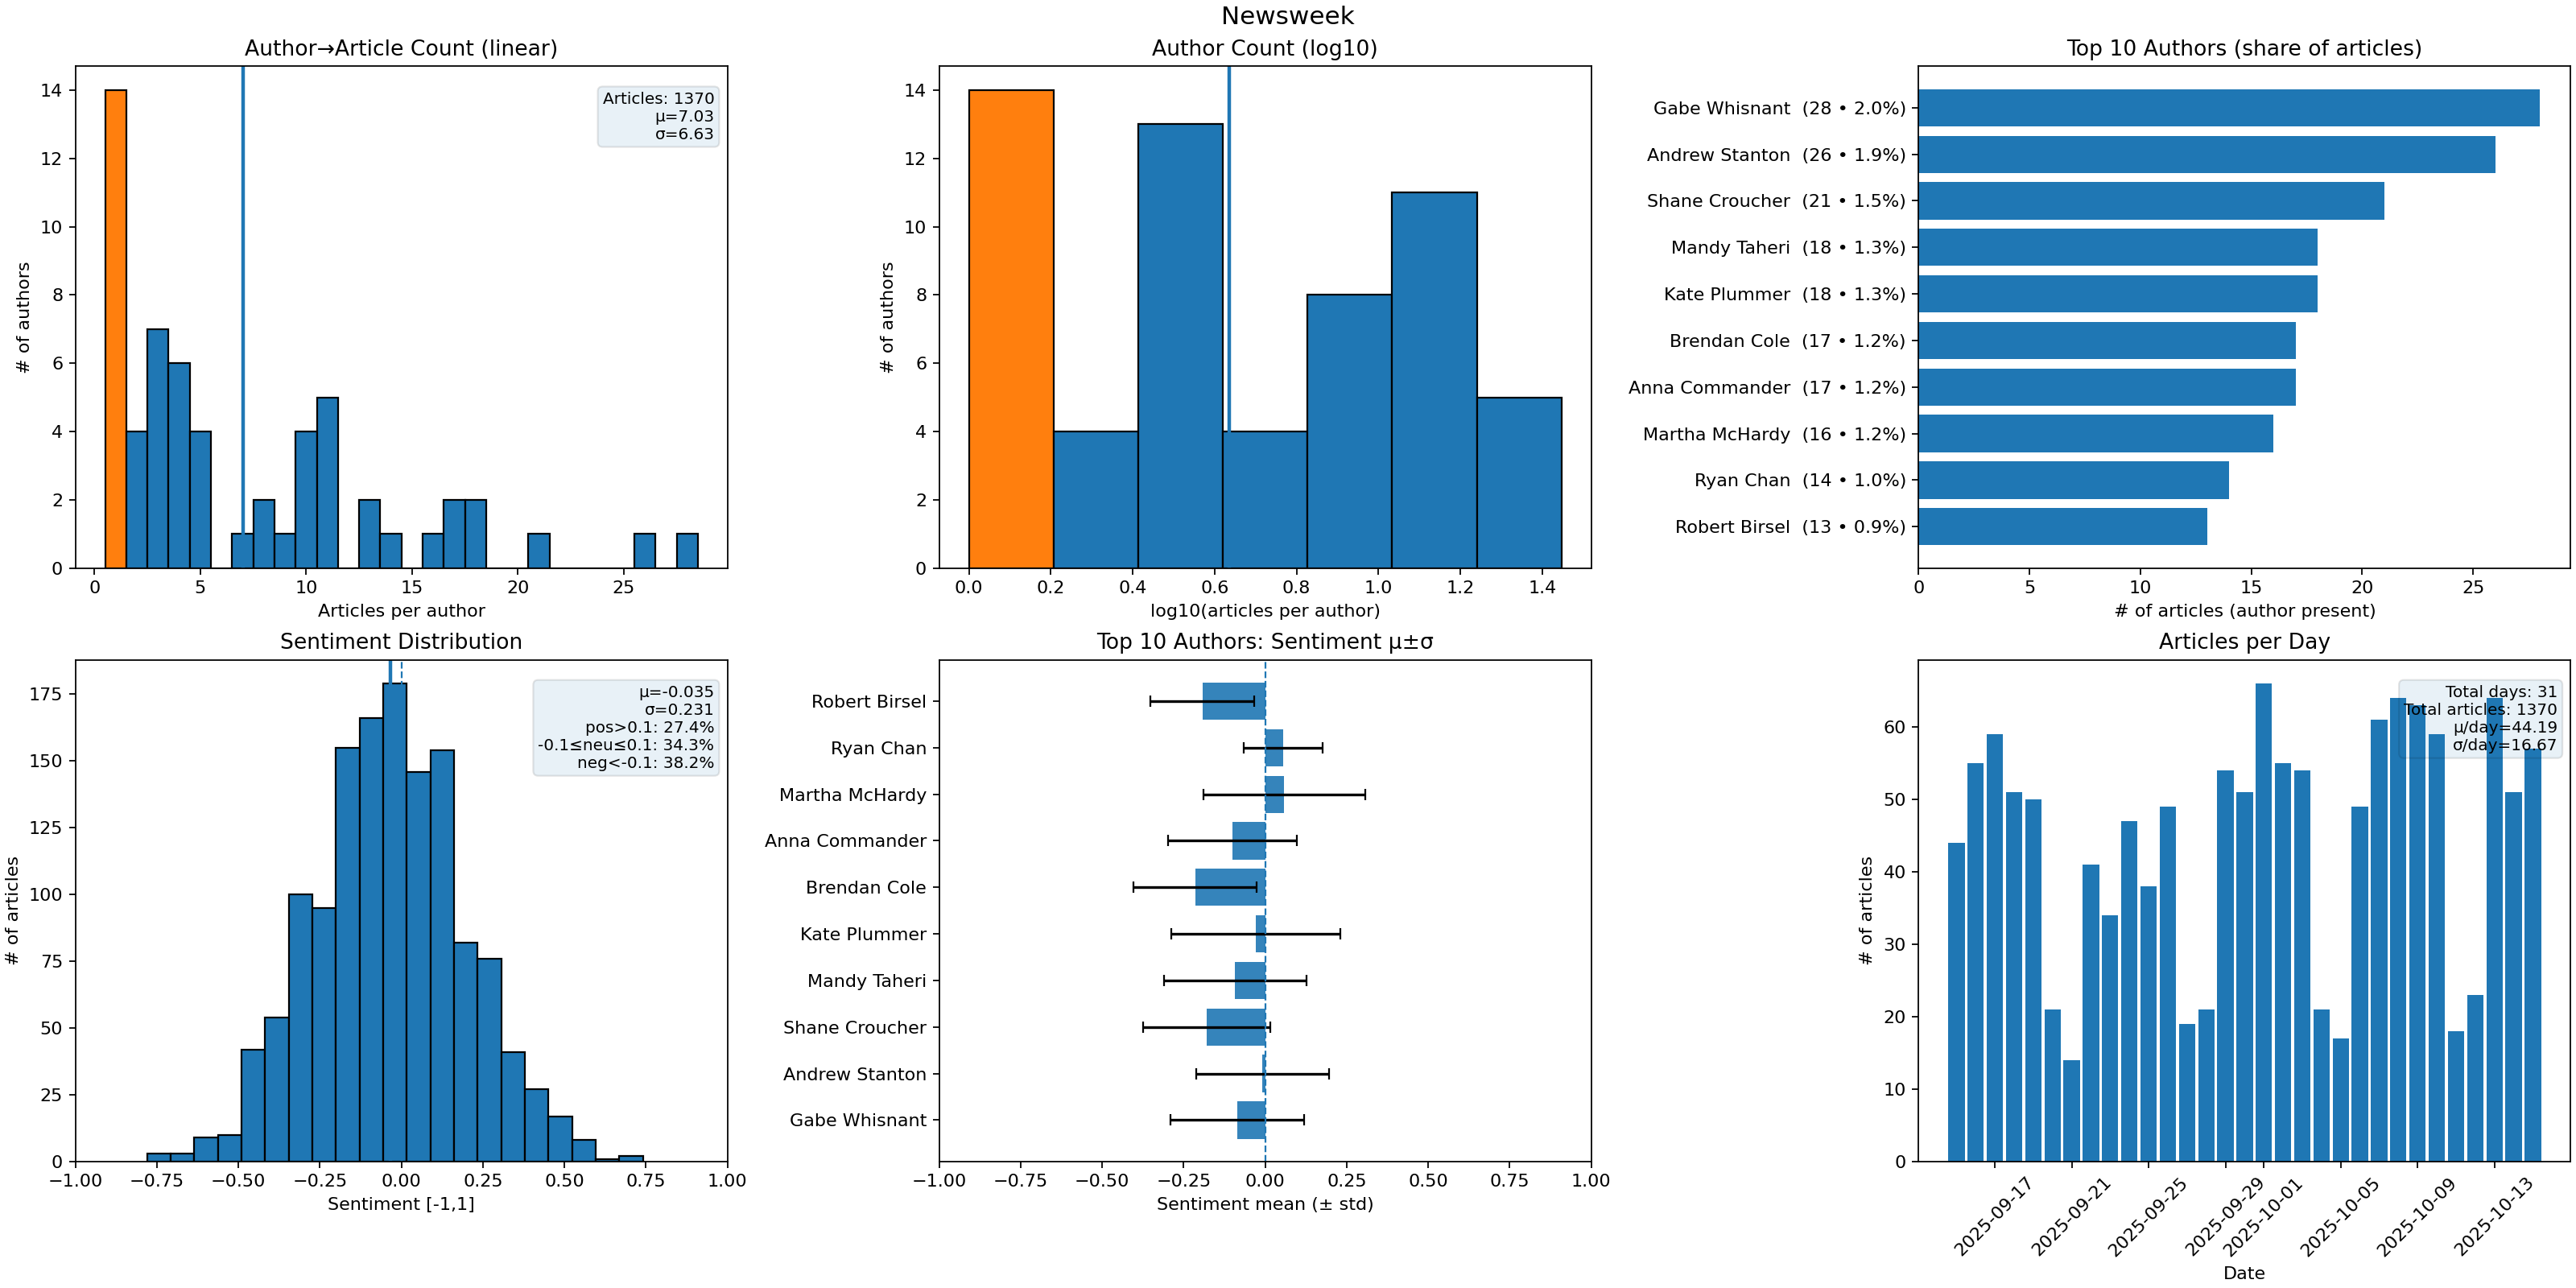 Newsweek
Author→Article Count (linear)
14
12
10
8
6
4
2
0
# of authors
Articles: 1370
μ=7.03
σ=6.63
0 5 10 15 20 25
Articles per author
Author Count (log10)
14
12
10
8
6
4
2
0
# of authors
0.0 0.2 0.4 0.6 0.8 1.0 1.2 1.4
log10(articles per author)
Top 10 Authors (share of articles)
Gabe Whisnant (28 • 2.0%)
Andrew Stanton (26 • 1.9%)
Shane Croucher (21 • 1.5%)
Mandy Taheri (18 • 1.3%)
Kate Plummer (18 • 1.3%)
Brendan Cole (17 • 1.2%)
Anna Commander (17 • 1.2%)
Martha McHardy (16 • 1.2%)
Ryan Chan (14 • 1.0%)
Robert Birsel (13 • 0.9%)
0 5 10 15 20 25
# of articles (author present)
Sentiment Distribution
175
150
125
100
75
50
25
0
# of articles
μ=-0.035
σ=0.231
pos>0.1: 27.4%
-0.1≤neu≤0.1: 34.3%
neg<-0.1: 38.2%
−1.00 −0.75 −0.50 −0.25 0.00 0.25 0.50 0.75 1.00
Sentiment [-1,1]
Top 10 Authors: Sentiment μ±σ
Robert Birsel
Ryan Chan
Martha McHardy
Anna Commander
Brendan Cole
Kate Plummer
Mandy Taheri
Shane Croucher
Andrew Stanton
Gabe Whisnant
−1.00 −0.75 −0.50 −0.25 0.00 0.25 0.50 0.75 1.00
Sentiment mean (± std)
Articles per Day
60
50
40
30
20
10
0
# of articles
Total days: 31
Total articles: 1370
μ/day=44.19
σ/day=16.67
2025-09-17
2025-09-21
2025-09-25
2025-09-29
2025-10-01
2025-10-05
2025-10-09
2025-10-13
Date